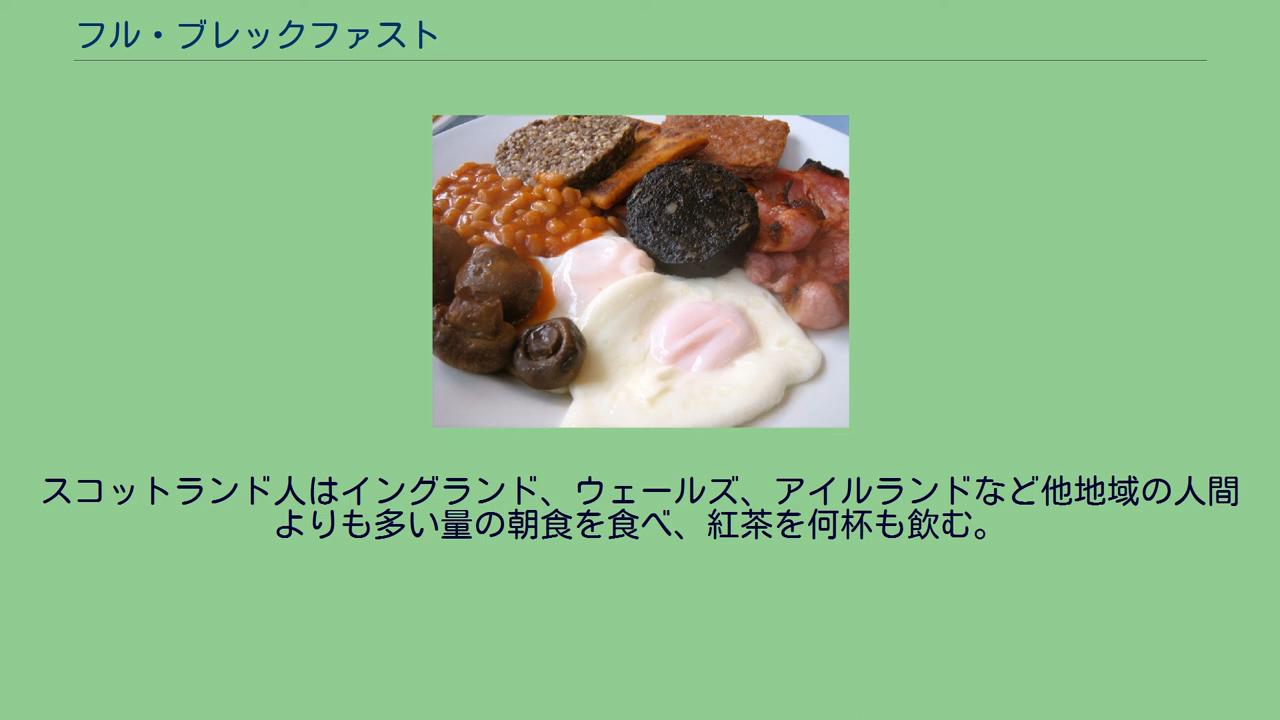 フル・ブレックファスト
スコットランド人はイングランド、ウェールズ、アイルランドなど他地域の人間
よりも多い量の朝食を食べ、紅茶を何杯も飲む。